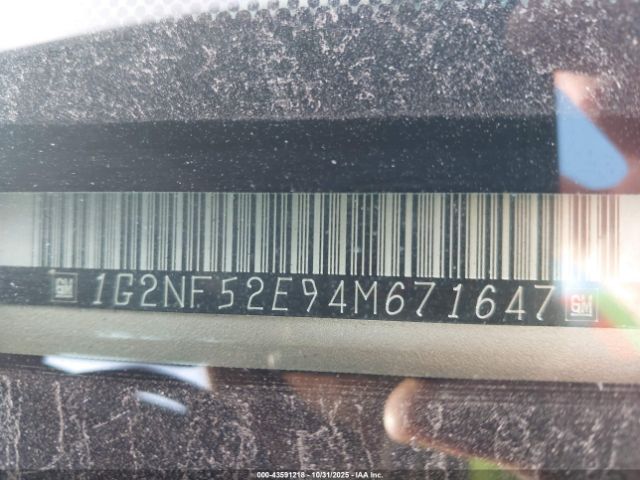 GM 1G2NF52E94M671647 GM
000-43591218 - 10/31/2025 - IAA Inc.